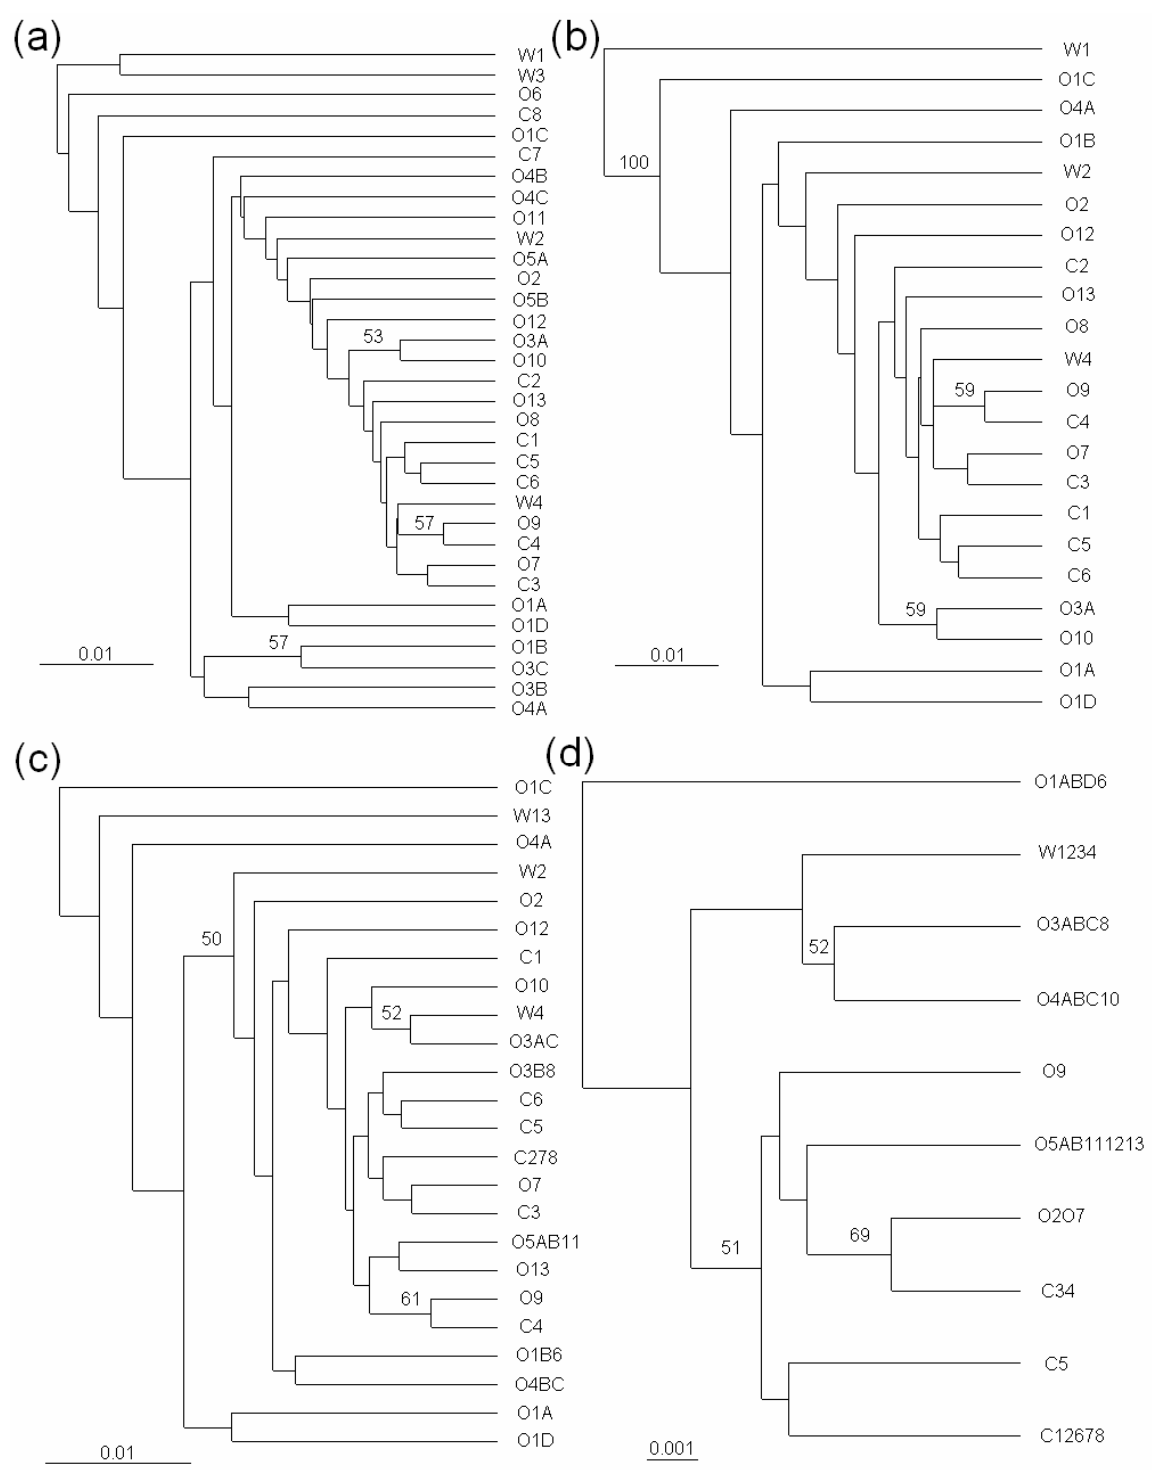 (a)
W1
W3
O6
C8
O1C
C7
O4B
O4C
O11
W2
O5A
O2
O5B
O12
53
O3A
O10
C2
O13
O8
C1
C5
C6
W4
57
O9
C4
O7
C3
O1A
O1D
57
O1B
O3C
O3B
O4A
0.01
(b)
W1
O1C
100
O4A
O1B
W2
O2
O12
C2
O13
O8
W4
59
O9
C4
O7
C3
C1
C5
C6
59
O3A
O10
O1A
O1D
0.01
(c)
O1C
W13
O4A
W2
O2
50
O12
C1
O10
52
W4
O3AC
O3B8
C6
C5
C278
O7
C3
O5AB11
O13
61
O9
C4
O1B6
O4BC
O1A
O1D
0.01
(d)
O1ABD6
W1234
O3ABC8
52
O4ABC10
O9
O5AB111213
O2O7
69
51
C34
C5
C12678
0.001